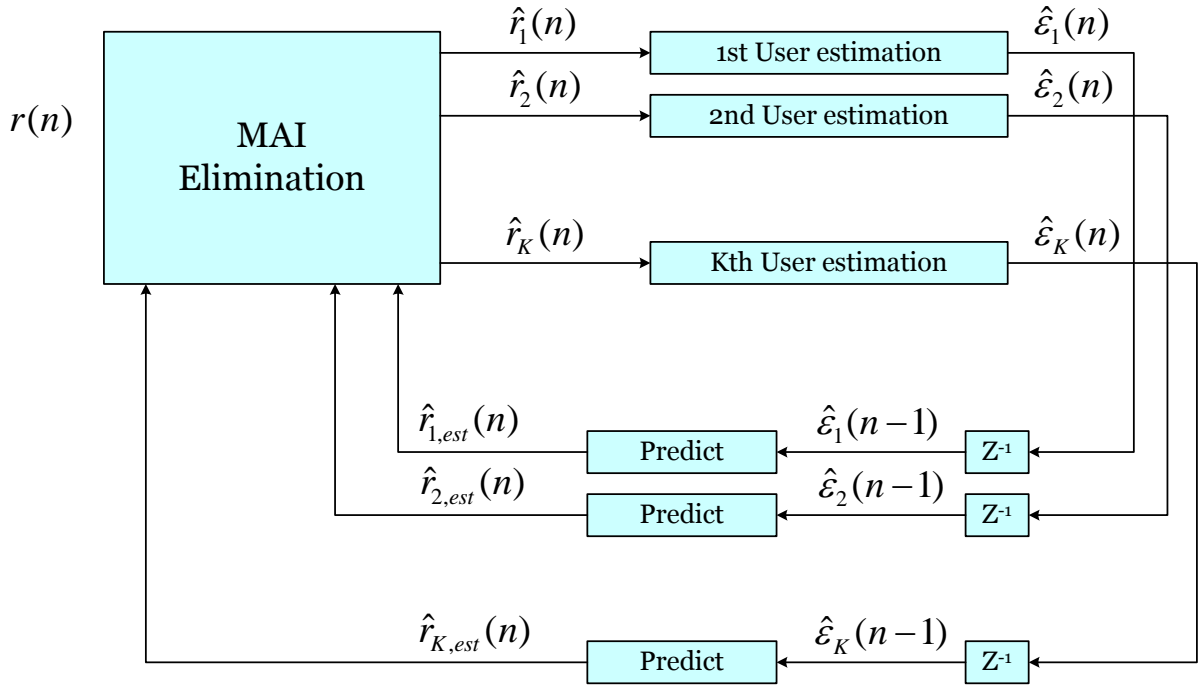 r̂₁(n)
1st User estimation
ε̂₁(n)
r(n)
MAI
Elimination
r̂₂(n)
2nd User estimation
ε̂₂(n)
r̂_K(n)
Kth User estimation
ε̂_K(n)
r̂_{1,est}(n)
Predict
ε̂₁(n−1)
Z⁻¹
r̂_{2,est}(n)
Predict
ε̂₂(n−1)
Z⁻¹
r̂_{K,est}(n)
Predict
ε̂_K(n−1)
Z⁻¹